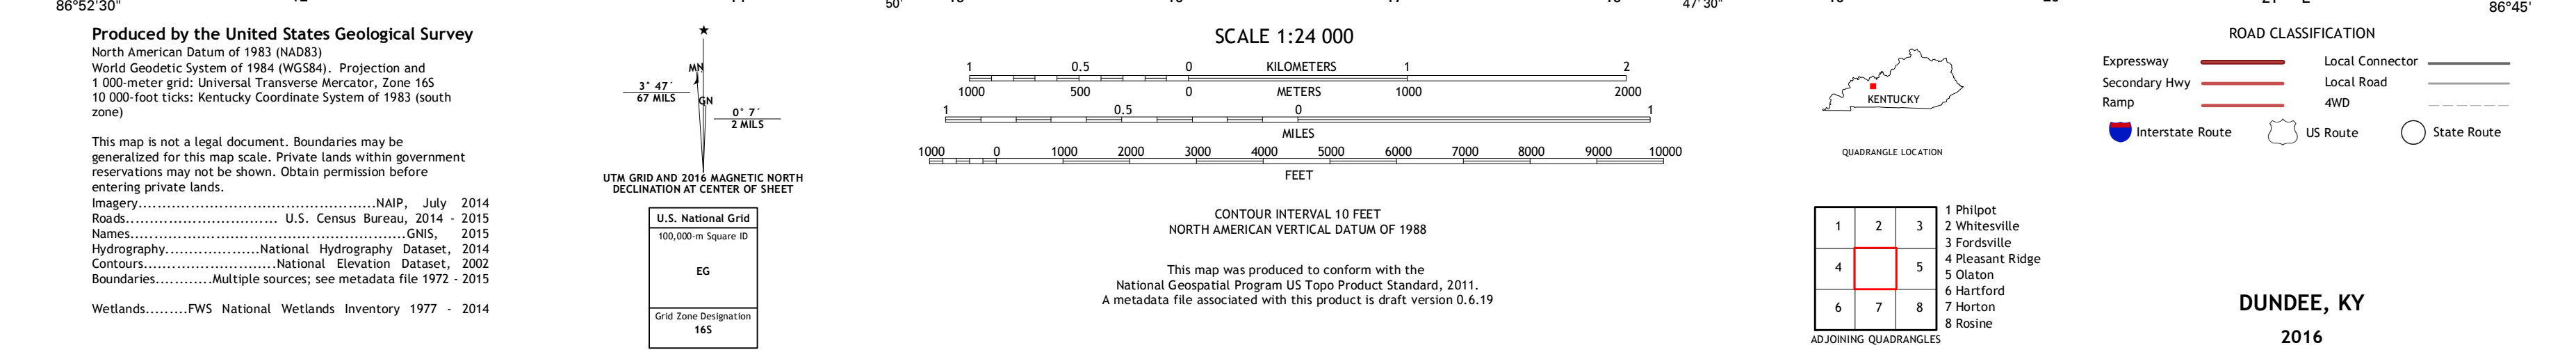 86°52'30"
50'
47'30"
86°45'
Produced by the United States Geological Survey
North American Datum of 1983 (NAD83)
World Geodetic System of 1984 (WGS84). Projection and
1 000-meter grid: Universal Transverse Mercator, Zone 16S
10 000-foot ticks: Kentucky Coordinate System of 1983 (south
zone)
This map is not a legal document. Boundaries may be
generalized for this map scale. Private lands within government
reservations may not be shown. Obtain permission before
entering private lands.
Imagery................................................NAIP, July 2014
Roads............................... U.S. Census Bureau, 2014 - 2015
Names........................................................GNIS, 2015
Hydrography...................National Hydrography Dataset, 2014
Contours...........................National Elevation Dataset, 2002
Boundaries...........Multiple sources; see metadata file 1972 - 2015
Wetlands.........FWS National Wetlands Inventory 1977 - 2014
MN
3° 47´
67 MILS
GN
0° 7´
2 MILS
UTM GRID AND 2016 MAGNETIC NORTH
DECLINATION AT CENTER OF SHEET
U.S. National Grid
100,000-m Square ID
EG
Grid Zone Designation
16S
SCALE 1:24 000
1 0.5 0 KILOMETERS 1 2
1000 500 0 METERS 1000 2000
1 0.5 0 1
MILES
1000 0 1000 2000 3000 4000 5000 6000 7000 8000 9000 10000
FEET
CONTOUR INTERVAL 10 FEET
NORTH AMERICAN VERTICAL DATUM OF 1988
This map was produced to conform with the
National Geospatial Program US Topo Product Standard, 2011.
A metadata file associated with this product is draft version 0.6.19
KENTUCKY
QUADRANGLE LOCATION
1 2 3
4 5
6 7 8
1 Philpot
2 Whitesville
3 Fordsville
4 Pleasant Ridge
5 Olaton
6 Hartford
7 Horton
8 Rosine
ADJOINING QUADRANGLES
ROAD CLASSIFICATION
Expressway Local Connector
Secondary Hwy Local Road
Ramp 4WD
Interstate Route US Route State Route
DUNDEE, KY
2016